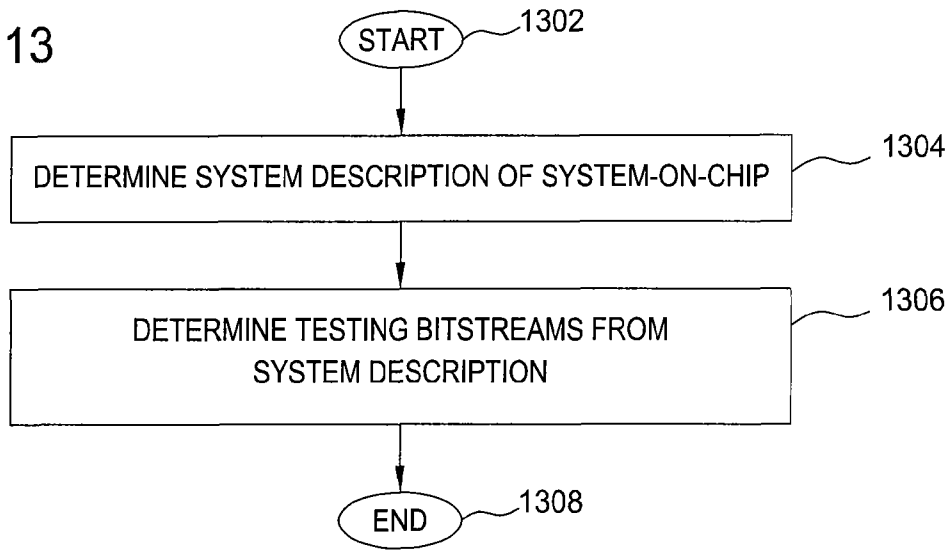 13
START
1302
DETERMINE SYSTEM DESCRIPTION OF SYSTEM-ON-CHIP
1304
DETERMINE TESTING BITSTREAMS FROM
SYSTEM DESCRIPTION
1306
END
1308